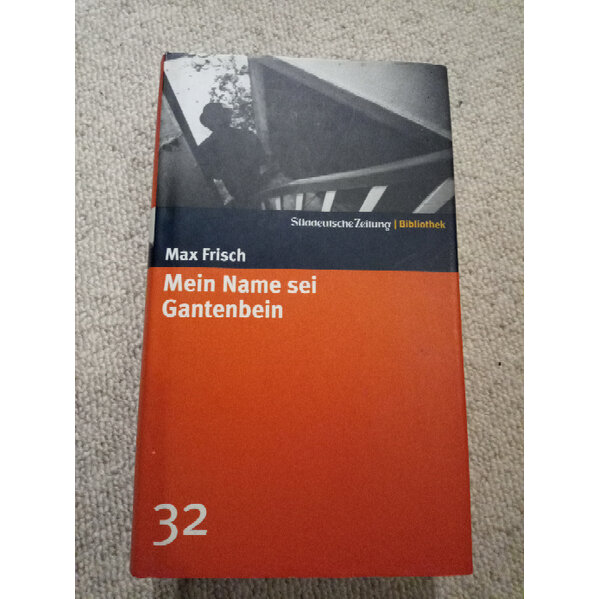 Süddeutsche Zeitung | Bibliothek
Max Frisch
Mein Name sei
Gantenbein
32